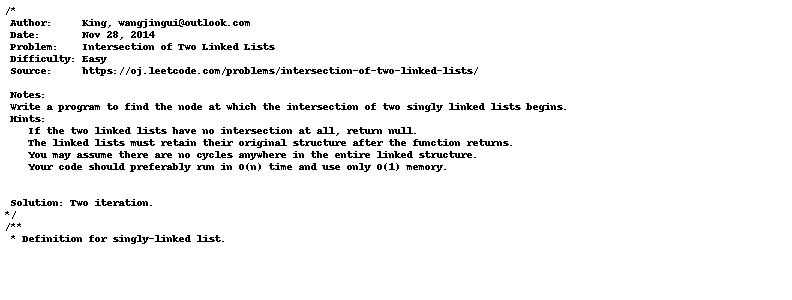 /*
Author: King, wangjingui@outlook.com
Date: Nov 28, 2014
Problem: Intersection of Two Linked Lists
Difficulty: Easy
Source: https://oj.leetcode.com/problems/intersection-of-two-linked-lists/
Notes:
Write a program to find the node at which the intersection of two singly linked lists begins.
Hints:
If the two linked lists have no intersection at all, return null.
The linked lists must retain their original structure after the function returns.
You may assume there are no cycles anywhere in the entire linked structure.
Your code should preferably run in O(n) time and use only O(1) memory.
Solution: Two iteration.
*/
/**
* Definition for singly-linked list.